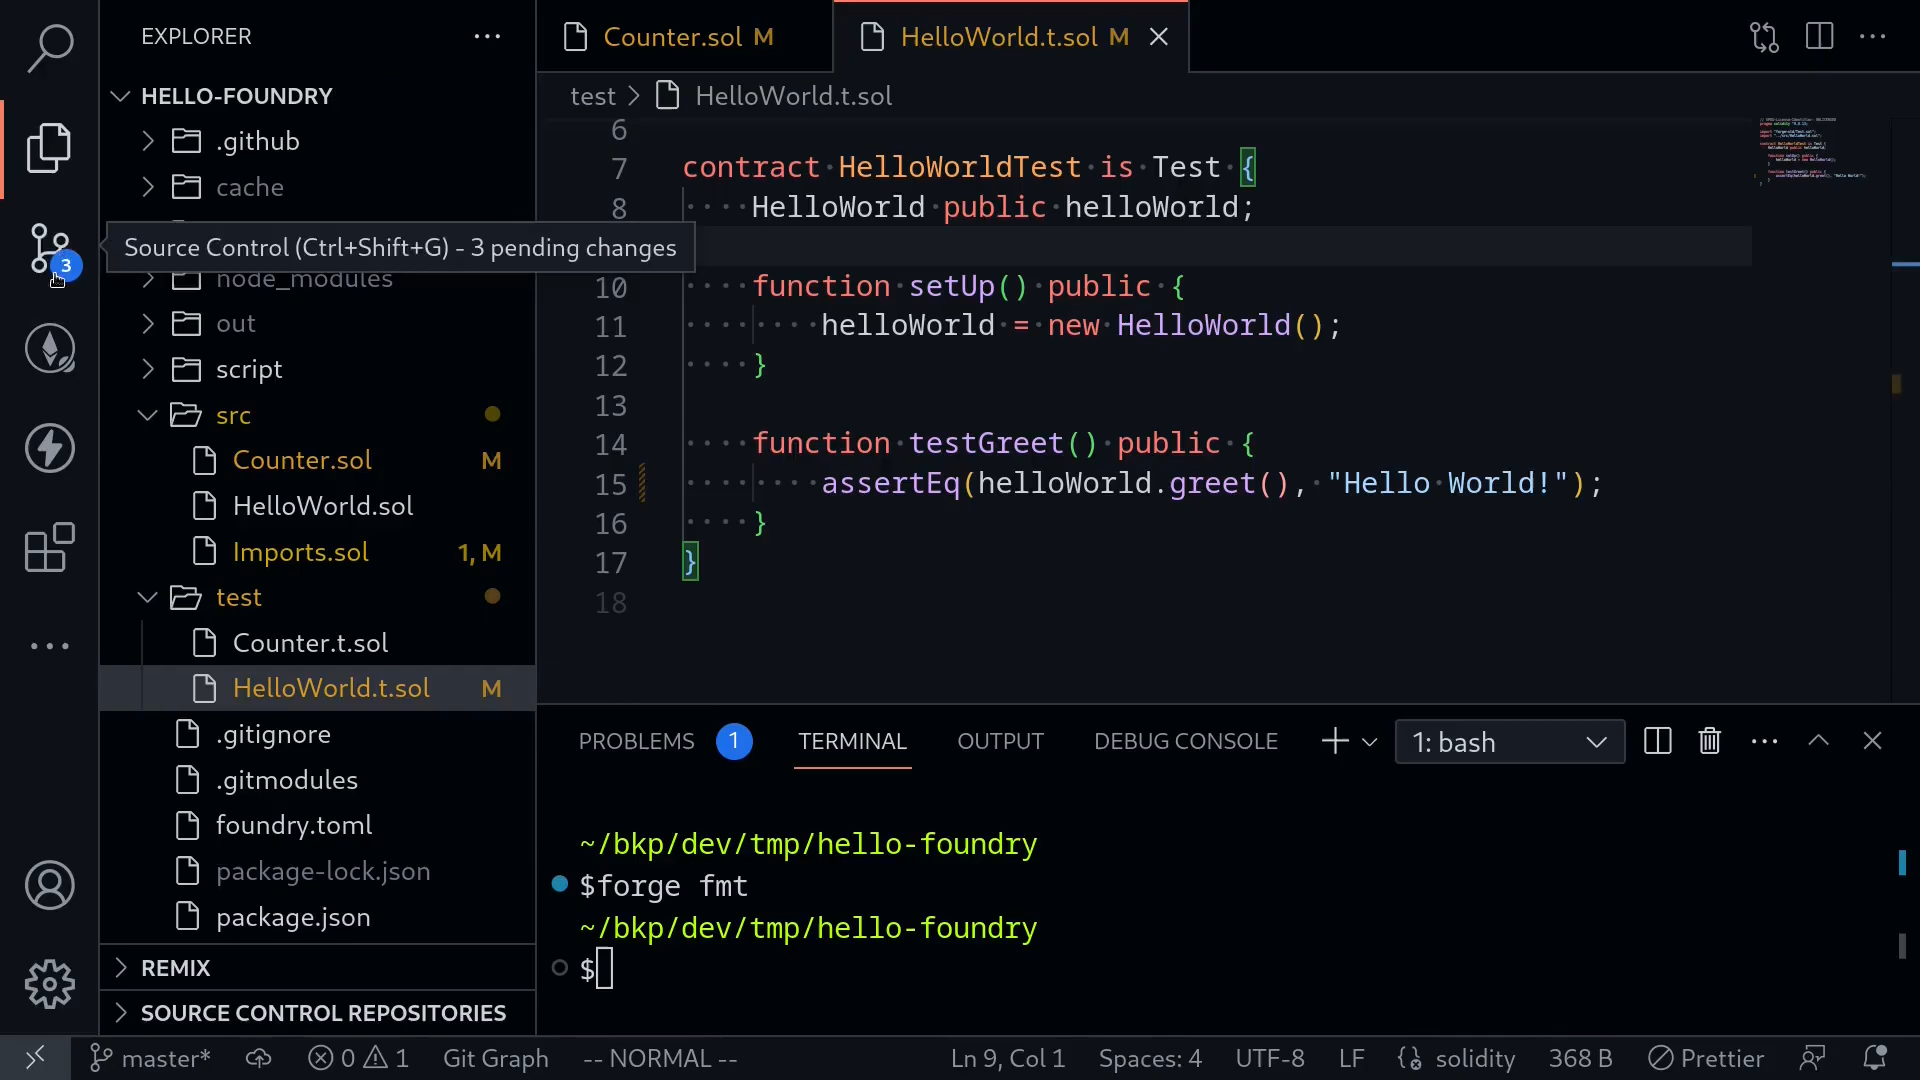 EXPLORER
HELLO-FOUNDRY
.github
cache
Source Control (Ctrl+Shift+G) - 3 pending changes
3
node_modules
out
script
src
Counter.sol M
HelloWorld.sol
Imports.sol 1, M
test
Counter.t.sol
HelloWorld.t.sol M
.gitignore
.gitmodules
foundry.toml
package-lock.json
package.json
REMIX
SOURCE CONTROL REPOSITORIES
Counter.sol M
HelloWorld.t.sol M
test > HelloWorld.t.sol
6
7 contract HelloWorldTest is Test {
8 HelloWorld public helloWorld;
10 function setUp() public {
11 helloWorld = new HelloWorld();
12 }
13
14 function testGreet() public {
15 assertEq(helloWorld.greet(), "Hello World!");
16 }
17 }
18
PROBLEMS 1 TERMINAL OUTPUT DEBUG CONSOLE 1: bash
~/bkp/dev/tmp/hello-foundry
$forge fmt
~/bkp/dev/tmp/hello-foundry
$
master* 0 1 Git Graph -- NORMAL -- Ln 9, Col 1 Spaces: 4 UTF-8 LF solidity 368 B Prettier